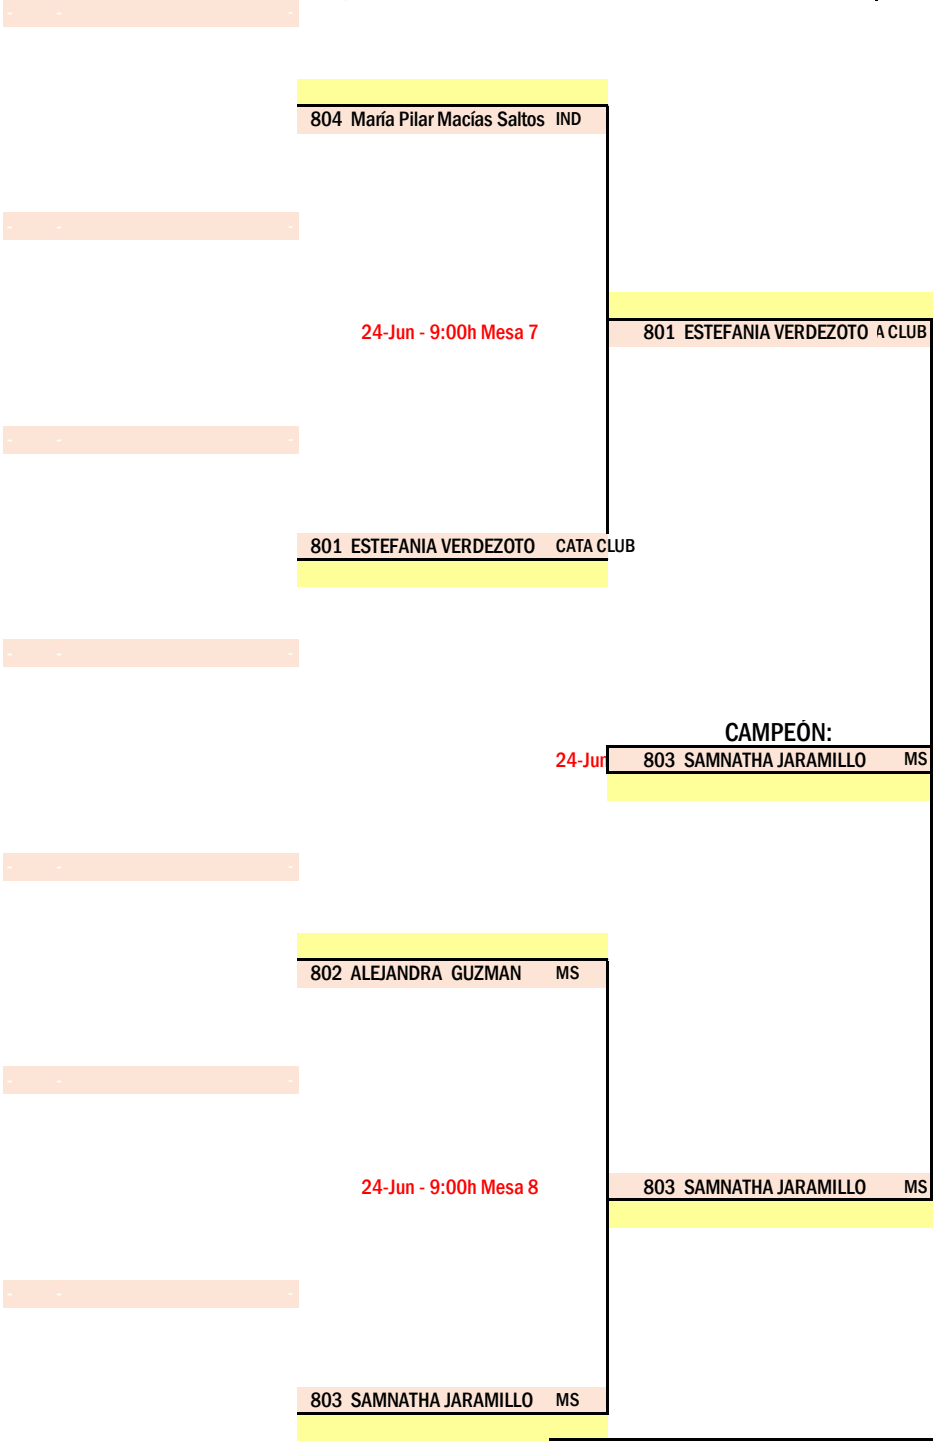 - - -
804 María Pilar Macías Saltos IND
- - -
24-Jun - 9:00h Mesa 7
801 ESTEFANIA VERDEZOTO A CLUB
- - -
801 ESTEFANIA VERDEZOTO CATA CLUB
- - -
CAMPEÓN:
24-Jun
803 SAMNATHA JARAMILLO MS
- - -
802 ALEJANDRA GUZMAN MS
- - -
24-Jun - 9:00h Mesa 8
803 SAMNATHA JARAMILLO MS
- - -
803 SAMNATHA JARAMILLO MS